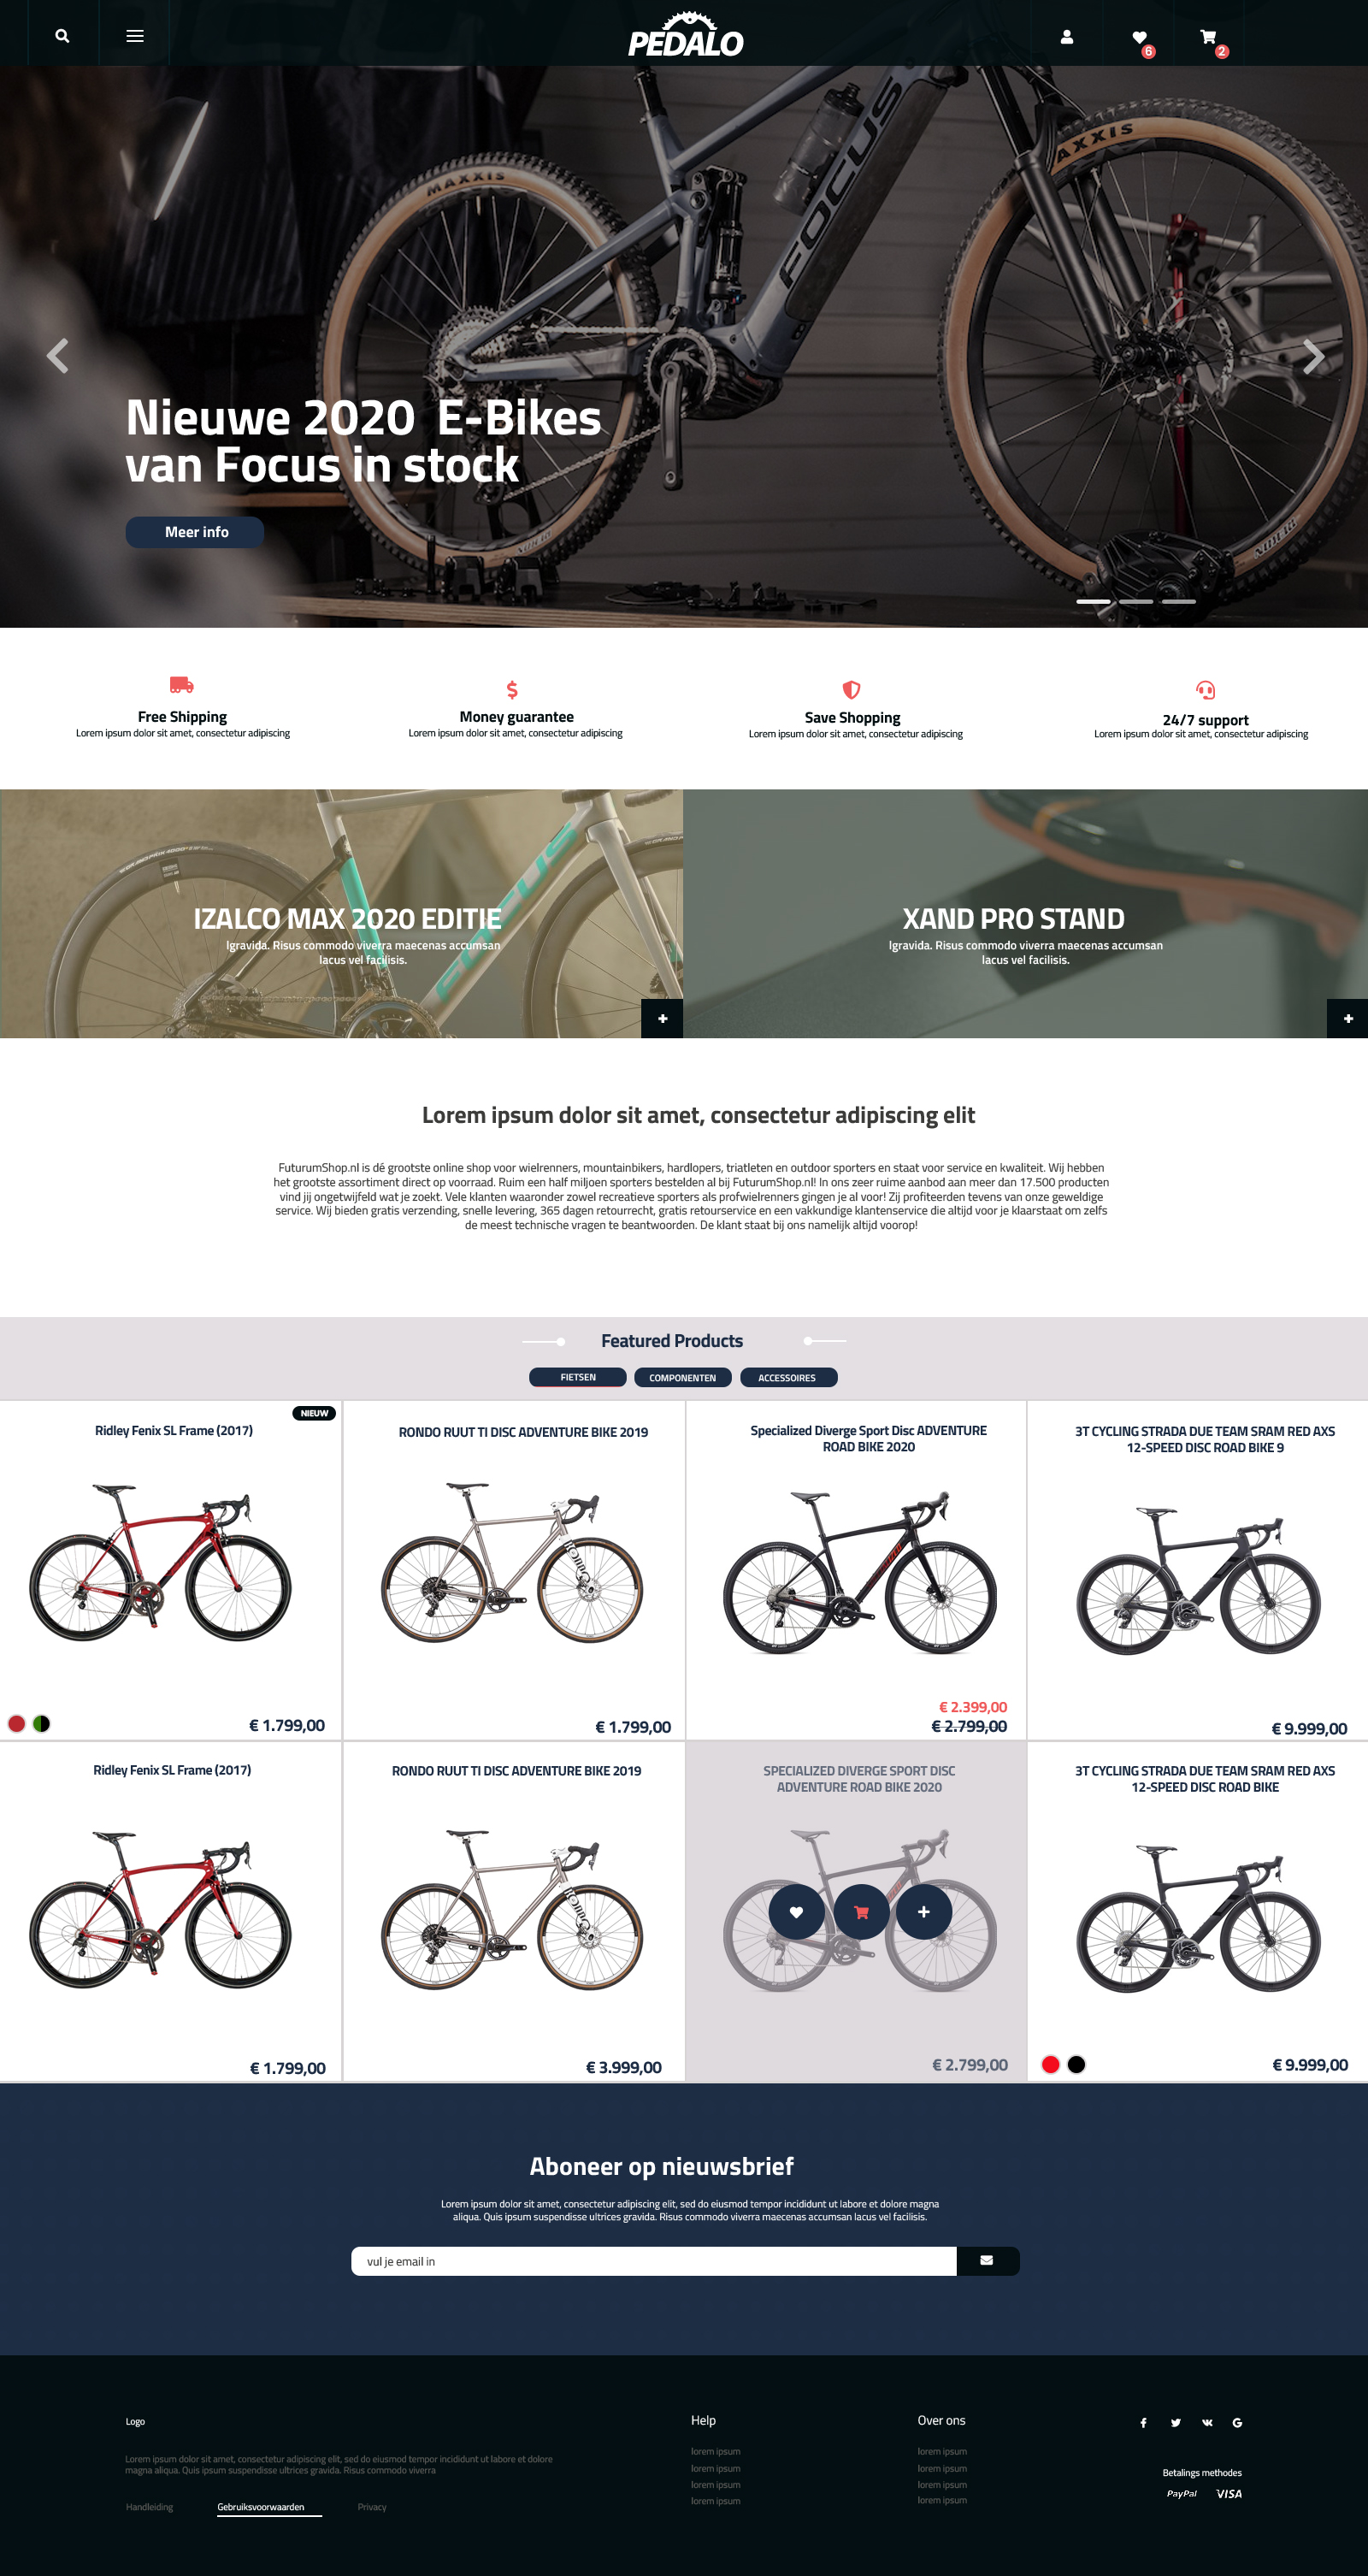 PEDALO
6
2
MAXXIS
FOCUS
AXXIS
Nieuwe 2020 E-Bikes
van Focus in stock
Meer info
Free Shipping
Lorem ipsum dolor sit amet, consectetur adipiscing
Money guarantee
Lorem ipsum dolor sit amet, consectetur adipiscing
Save Shopping
Lorem ipsum dolor sit amet, consectetur adipiscing
24/7 support
Lorem ipsum dolor sit amet, consectetur adipiscing
IZALCO MAX 2020 EDITIE
Igravida. Risus commodo viverra maecenas accumsan
lacus vel facilisis.
XAND PRO STAND
Igravida. Risus commodo viverra maecenas accumsan
lacus vel facilisis.
Lorem ipsum dolor sit amet, consectetur adipiscing elit
FuturumShop.nl is dé grootste online shop voor wielrenners, mountainbikers, hardlopers, triatleten en outdoor sporters en staat voor service en kwaliteit. Wij hebben
het grootste assortiment direct op voorraad. Ruim een half miljoen sporters bestelden al bij FuturumShop.nl! In ons zeer ruime aanbod aan meer dan 17.500 producten
vind jij ongetwijfeld wat je zoekt. Vele klanten waaronder zowel recreatieve sporters als profwielrenners gingen je al voor! Zij profiteerden tevens van onze geweldige
service. Wij bieden gratis verzending, snelle levering, 365 dagen retourrecht, gratis retourservice en een vakkundige klantenservice die altijd voor je klaarstaat om zelfs
de meest technische vragen te beantwoorden. De klant staat bij ons namelijk altijd voorop!
Featured Products
FIETSEN
COMPONENTEN
ACCESSOIRES
NIEUW
Ridley Fenix SL Frame (2017)
€ 1.799,00
RONDO RUUT TI DISC ADVENTURE BIKE 2019
€ 1.799,00
Specialized Diverge Sport Disc ADVENTURE
ROAD BIKE 2020
€ 2.399,00
€ 2.799,00
3T CYCLING STRADA DUE TEAM SRAM RED AXS
12-SPEED DISC ROAD BIKE 9
€ 9.999,00
Ridley Fenix SL Frame (2017)
€ 1.799,00
RONDO RUUT TI DISC ADVENTURE BIKE 2019
€ 3.999,00
SPECIALIZED DIVERGE SPORT DISC
ADVENTURE ROAD BIKE 2020
€ 2.799,00
3T CYCLING STRADA DUE TEAM SRAM RED AXS
12-SPEED DISC ROAD BIKE
€ 9.999,00
Aboneer op nieuwsbrief
Lorem ipsum dolor sit amet, consectetur adipiscing elit, sed do eiusmod tempor incididunt ut labore et dolore magna
aliqua. Quis ipsum suspendisse ultrices gravida. Risus commodo viverra maecenas accumsan lacus vel facilisis.
vul je email in
Logo
Lorem ipsum dolor sit amet, consectetur adipiscing elit, sed do eiusmod tempor incididunt ut labore et dolore
magna aliqua. Quis ipsum suspendisse ultrices gravida. Risus commodo viverra
Handleiding
Gebruiksvoorwaarden
Privacy
Help
lorem ipsum
lorem ipsum
lorem ipsum
lorem ipsum
Over ons
lorem ipsum
lorem ipsum
lorem ipsum
lorem ipsum
Betalings methodes
PayPal
VISA